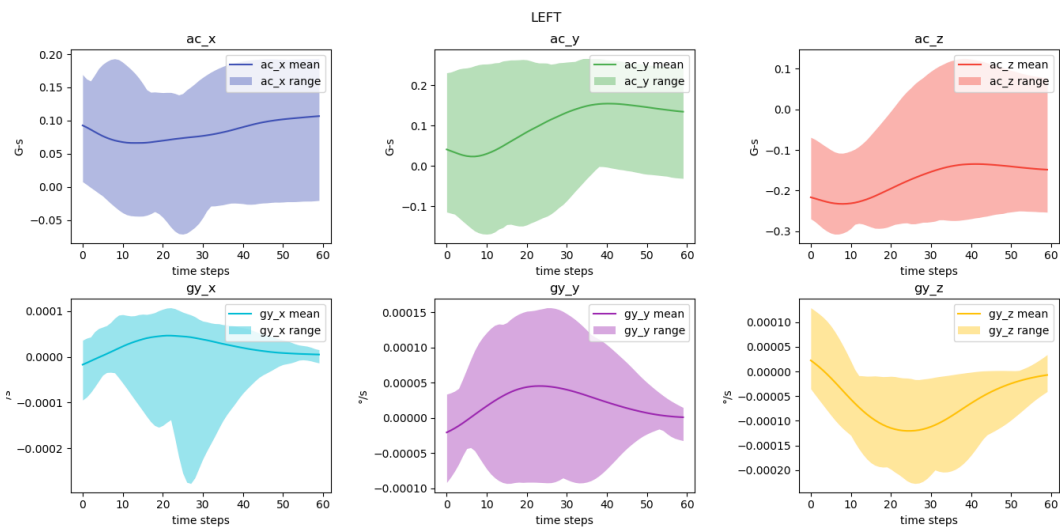 LEFT
ac_x
ac_y
ac_z
0.20
0.15
0.10
0.05
0.00
−0.05
G-s
ac_x mean
ac_x range
0 10 20 30 40 50 60
time steps
0.2
0.1
0.0
−0.1
G-s
ac_y mean
ac_y range
0 10 20 30 40 50 60
time steps
0.1
0.0
−0.1
−0.2
−0.3
G-s
ac_z mean
ac_z range
0 10 20 30 40 50 60
time steps
gy_x
gy_y
gy_z
0.0001
0.0000
−0.0001
−0.0002
/s
gy_x mean
gy_x range
0 10 20 30 40 50 60
time steps
0.00015
0.00010
0.00005
0.00000
−0.00005
−0.00010
°/s
gy_y mean
gy_y range
0 10 20 30 40 50 60
time steps
0.00010
0.00005
0.00000
−0.00005
−0.00010
−0.00015
−0.00020
°/s
gy_z mean
gy_z range
0 10 20 30 40 50 60
time steps